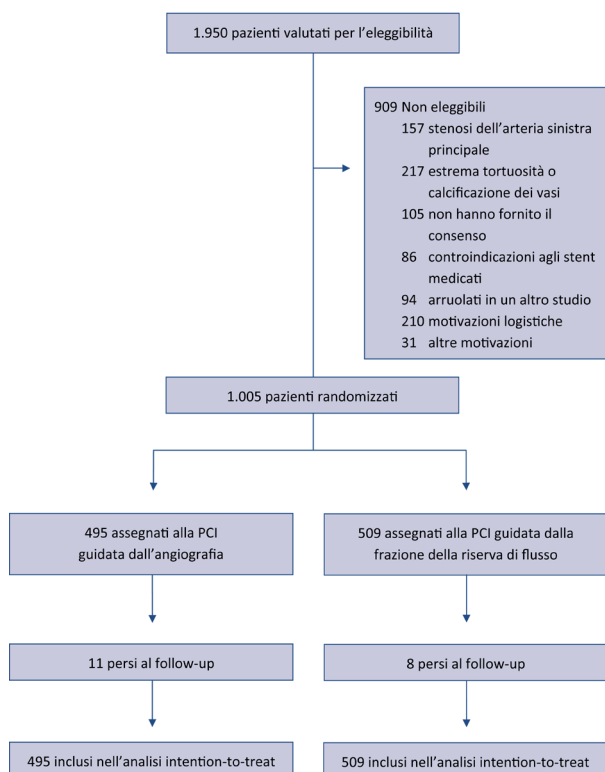 1.950 pazienti valutati per l'eleggibilità
909 Non eleggibili
157 stenosi dell'arteria sinistra
principale
217 estrema tortuosità o
calcificazione dei vasi
105 non hanno fornito il
consenso
86 controindicazioni agli stent
medicati
94 arruolati in un altro studio
210 motivazioni logistiche
31 altre motivazioni
1.005 pazienti randomizzati
495 assegnati alla PCI
guidata dall'angiografia
509 assegnati alla PCI guidata dalla
frazione della riserva di flusso
11 persi al follow-up
8 persi al follow-up
495 inclusi nell'analisi intention-to-treat
509 inclusi nell'analisi intention-to-treat